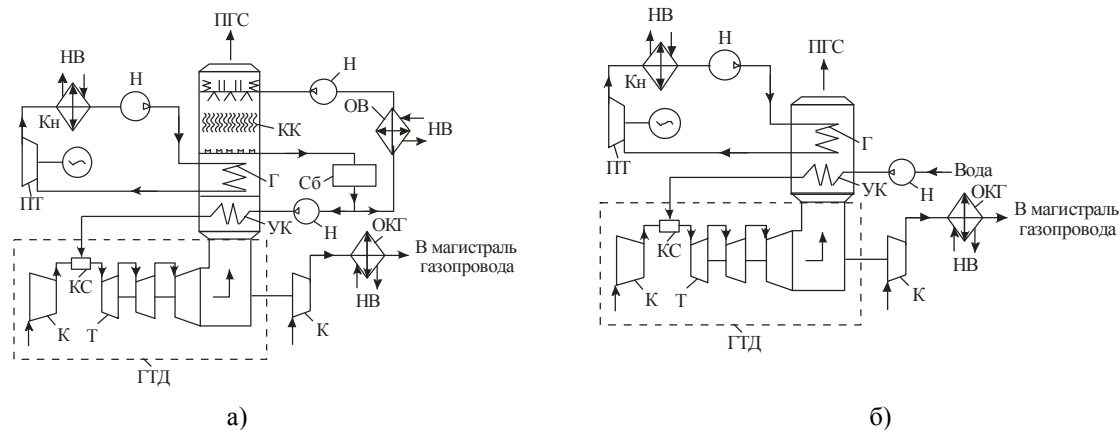 ПГС
НВ
Н
Н
Кн
ОВ
НВ
КК
Г
Сб
ПТ
УК
Н
ОКГ
В магистраль
газопровода
КС
НВ
К
Т
К
ГТД
а)
ПГС
НВ
Н
Кн
Г
ПТ
Вода
УК
Н
ОКГ
В магистраль
газопровода
КС
НВ
К
Т
К
ГТД
б)